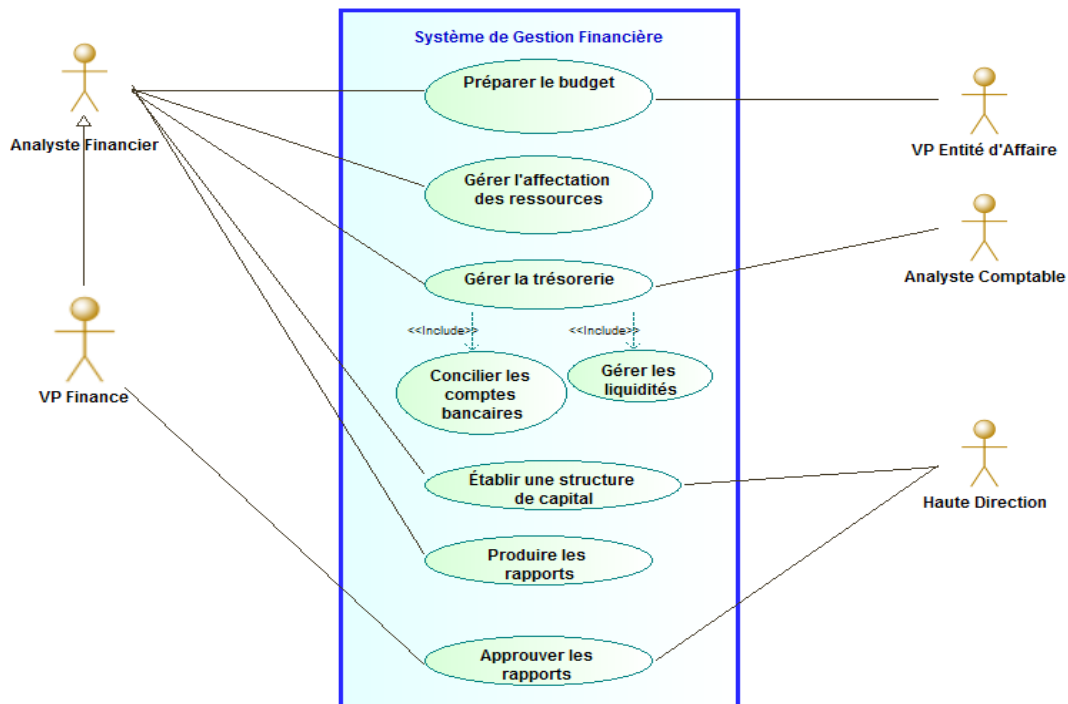 Système de Gestion Financière
Préparer le budget
Analyste Financier
VP Entité d'Affaire
Gérer l'affectation
des ressources
Gérer la trésorerie
Analyste Comptable
<<Include>>
<<Include>>
Concilier les
comptes
bancaires
Gérer les
liquidités
VP Finance
Établir une structure
de capital
Haute Direction
Produire les
rapports
Approuver les
rapports